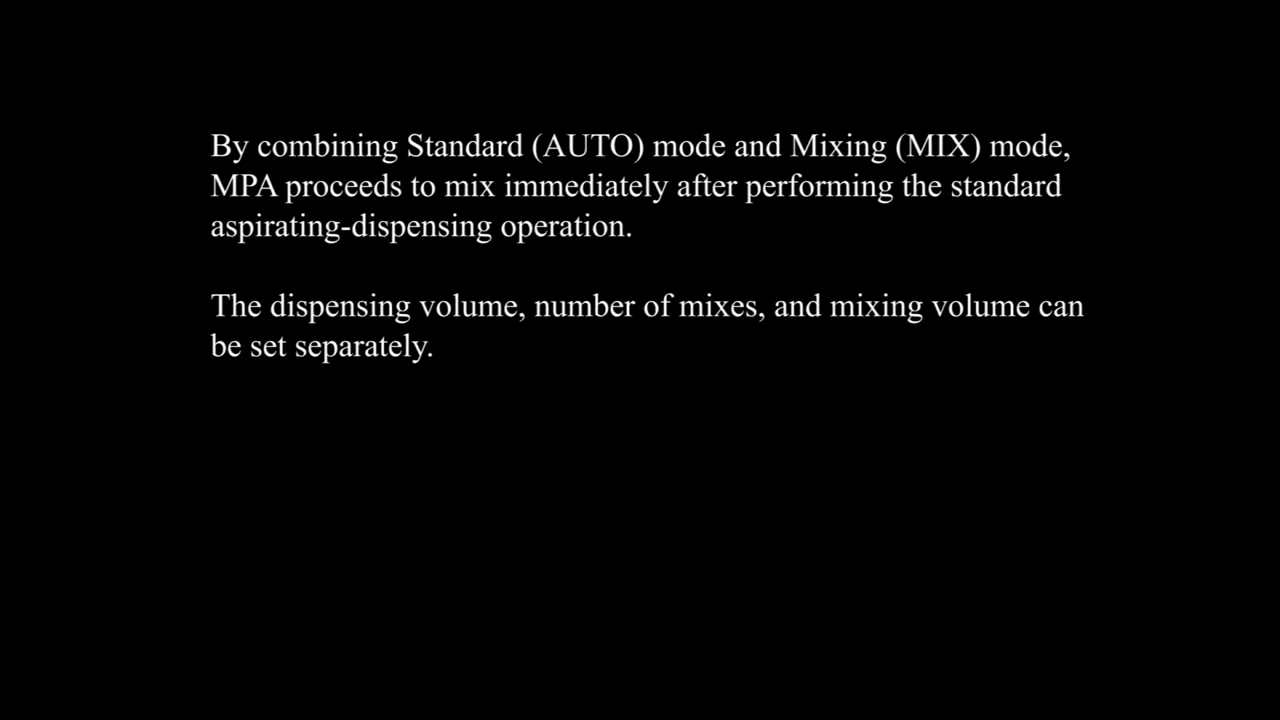 By combining Standard (AUTO) mode and Mixing (MIX) mode,
MPA proceeds to mix immediately after performing the standard
aspirating-dispensing operation.
The dispensing volume, number of mixes, and mixing volume can
be set separately.